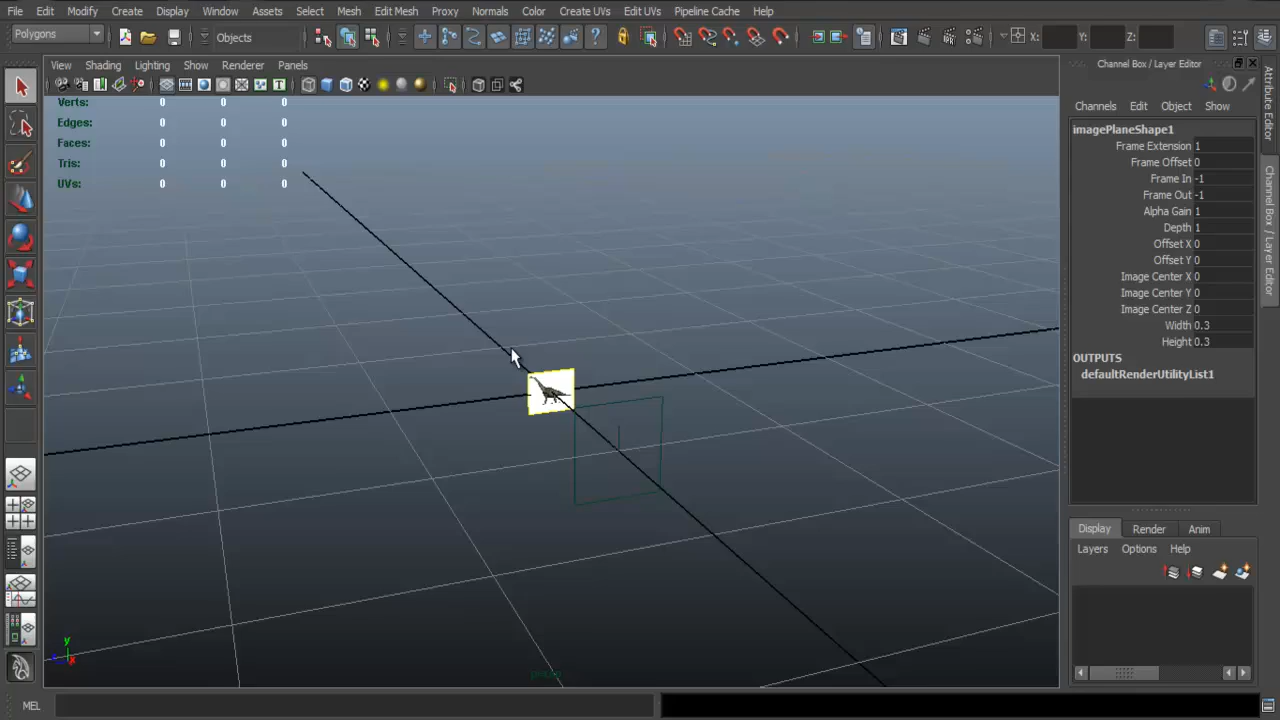 File Edit Modify Create Display Window Assets Select Mesh Edit Mesh Proxy Normals Color Create UVs Edit UVs Pipeline Cache Help
Polygons Objects X: Y: Z:
View Shading Lighting Show Renderer Panels
Channel Box / Layer Editor
Verts: 0 0 0
Edges: 0 0 0
Faces: 0 0 0
Tris: 0 0 0
UVs: 0 0 0
Channels Edit Object Show
imagePlaneShape1
Frame Extension 1
Frame Offset 0
Frame In -1
Frame Out -1
Alpha Gain 1
Depth 1
Offset X 0
Offset Y 0
Image Center X 0
Image Center Y 0
Image Center Z 0
Width 0.3
Height 0.3
OUTPUTS
defaultRenderUtilityList1
Attribute Editor
Channel Box / Layer Editor
Display Render Anim
Layers Options Help
y
x
persp
MEL